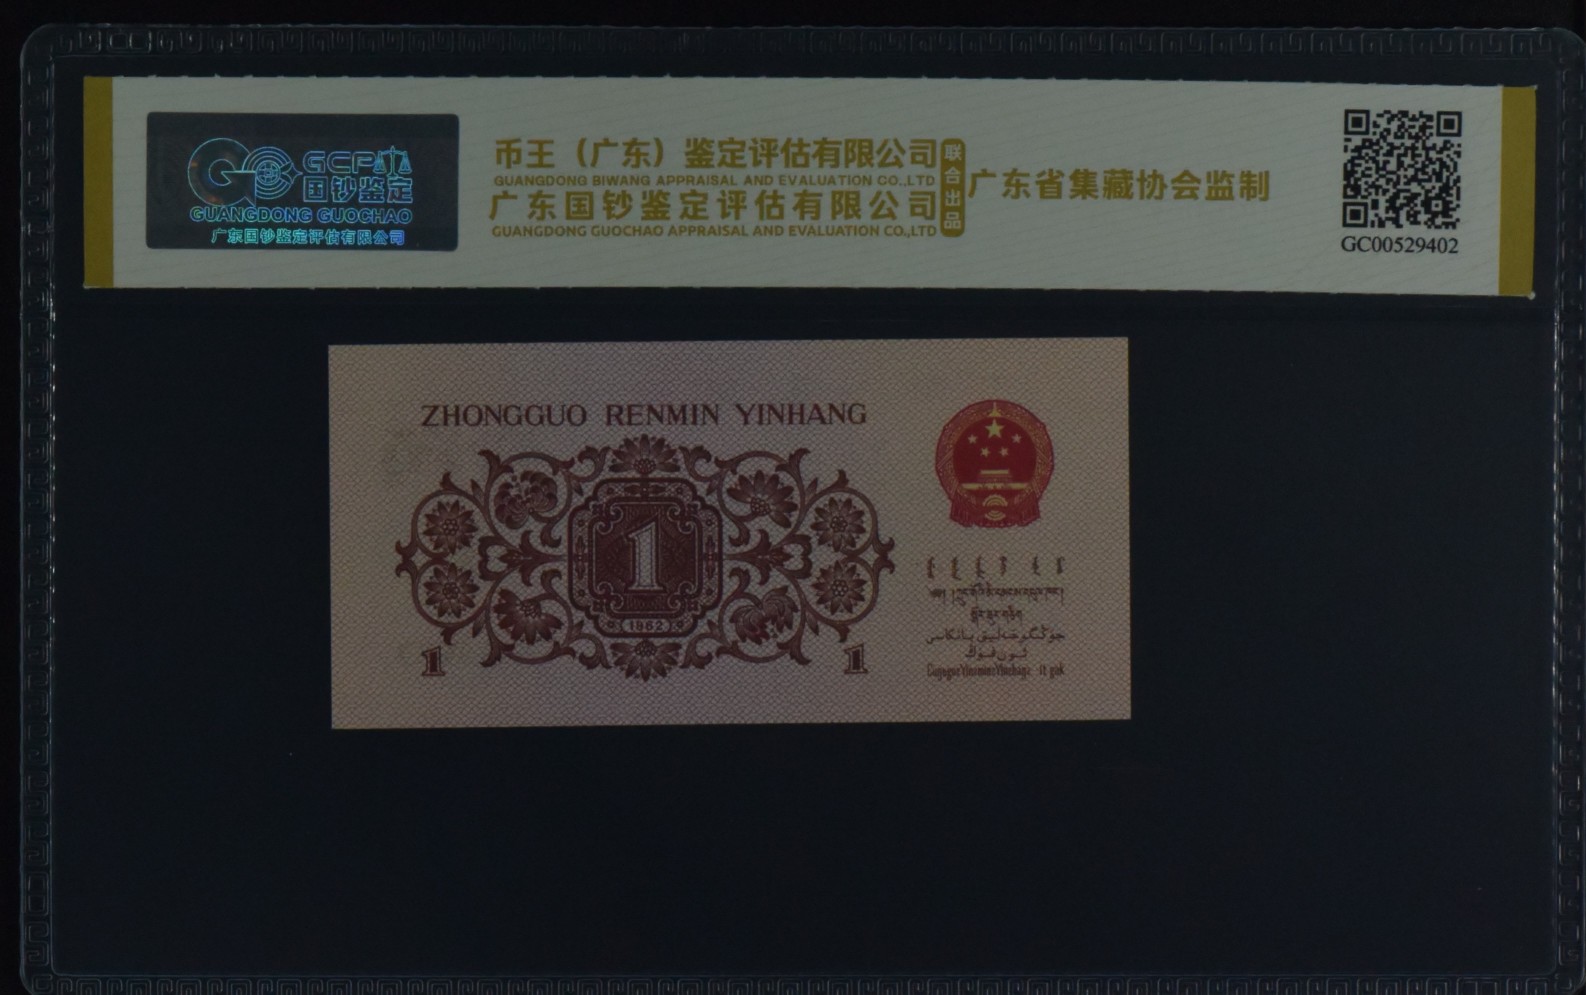 GCP
国钞鉴定
GUANGDONG GUOCHAO
广东国钞鉴定评估有限公司
币王（广东）鉴定评估有限公司
GUANGDONG BIWANG APPRAISAL AND EVALUATION CO.,LTD
广东国钞鉴定评估有限公司
GUANGDONG GUOCHAO APPRAISAL AND EVALUATION CO.,LTD
联合出品
广东省集藏协会监制
GC00529402
ZHONGGUO RENMIN YINHANG
1
1962
1 1